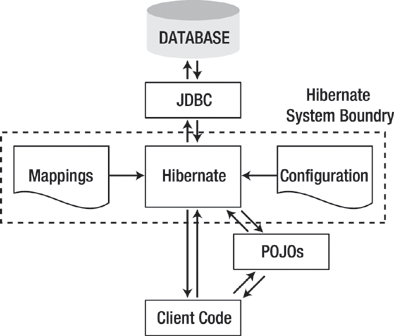 DATABASE
JDBC
Hibernate
System Boundry
Mappings
Hibernate
Configuration
POJOs
Client Code